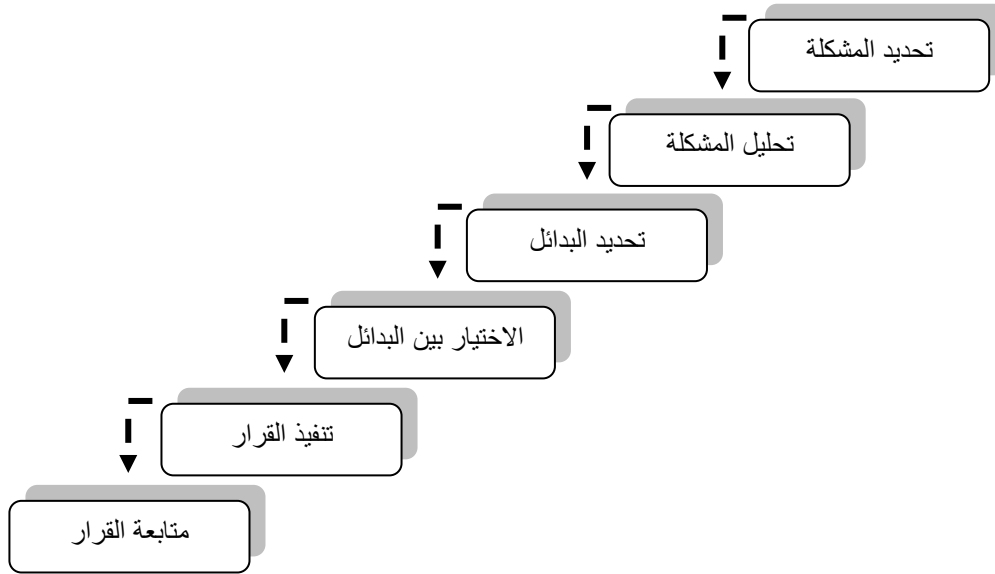 تحديد المشكلة
تحليل المشكلة
تحديد البدائل
الاختيار بين البدائل
تنفيذ القرار
متابعة القرار